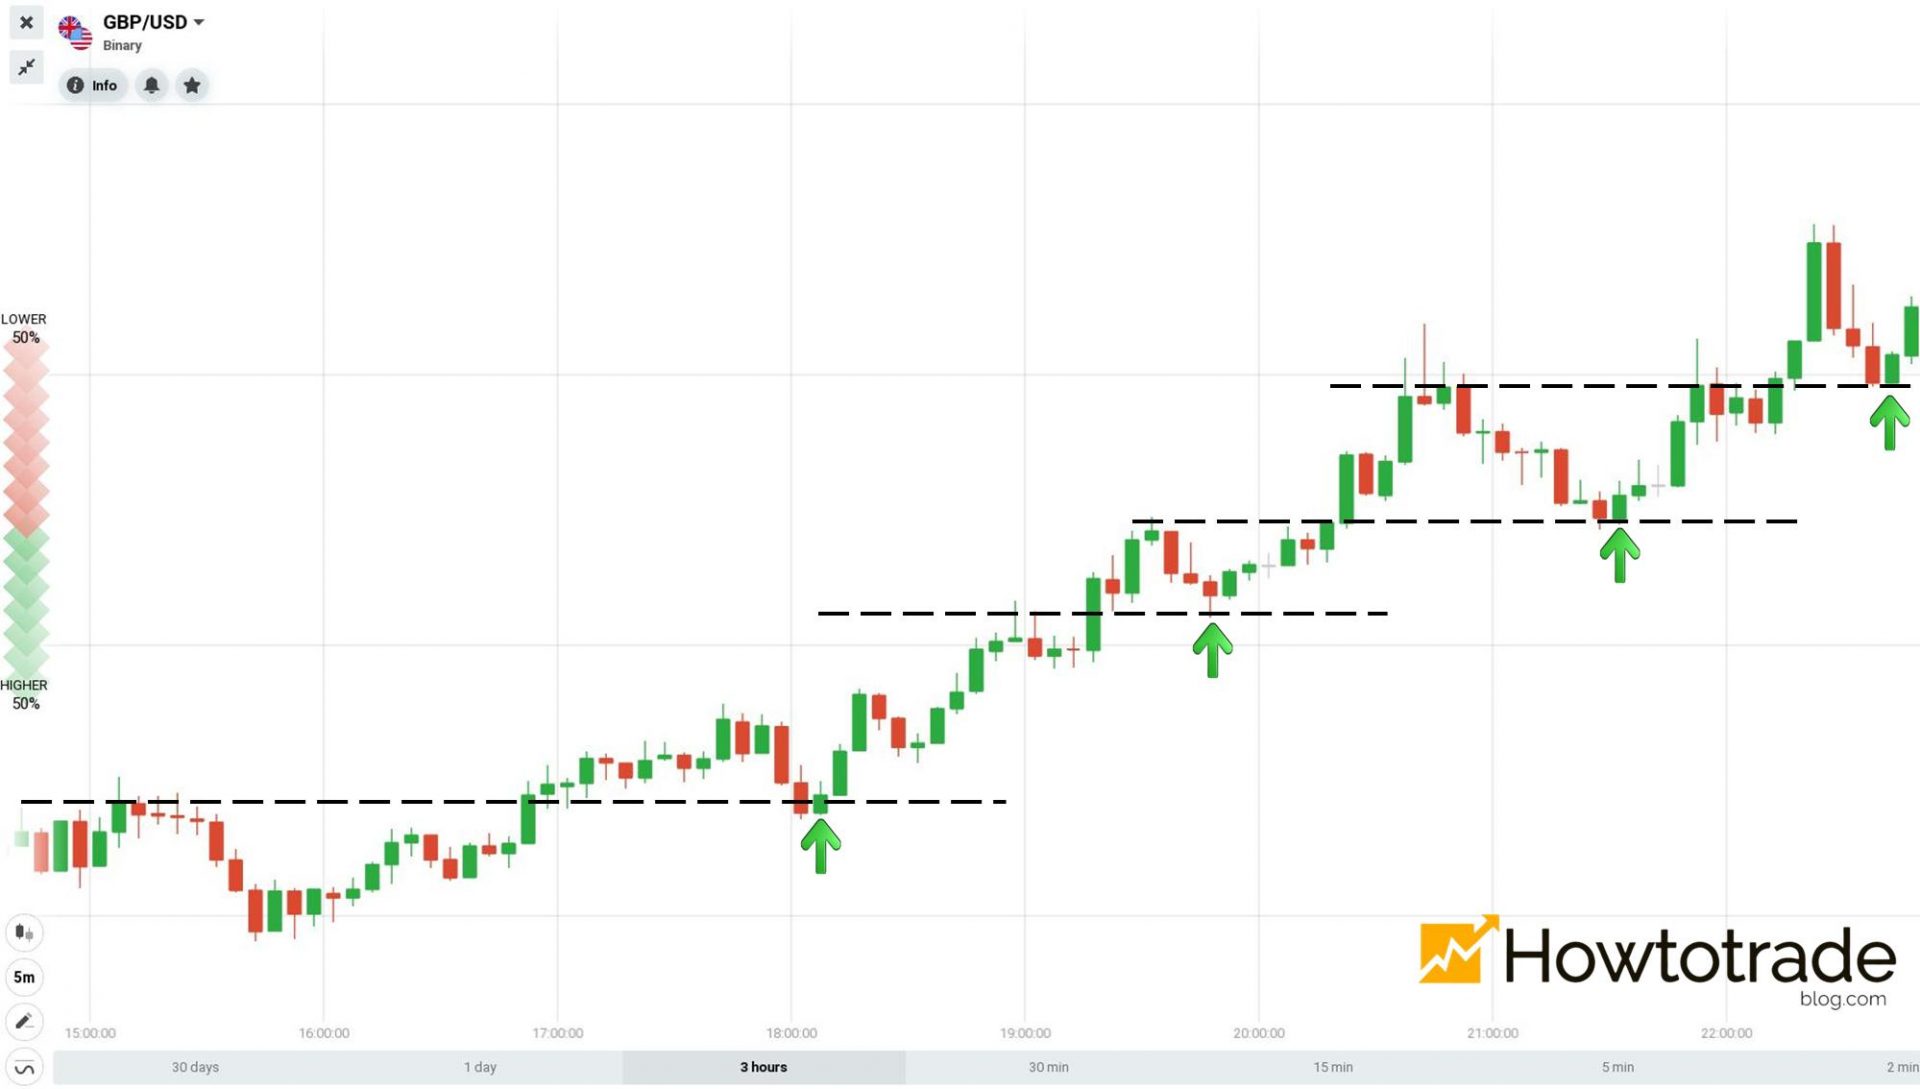 GBP/USD
Binary
Info
LOWER
50%
HIGHER
50%
Howtotrade
blog.com
5m
15:00:00 16:00:00 17:00:00 18:00:00 19:00:00 20:00:00 21:00:00 22:00:00
30 days 1 day 3 hours 30 min 15 min 5 min 2 min